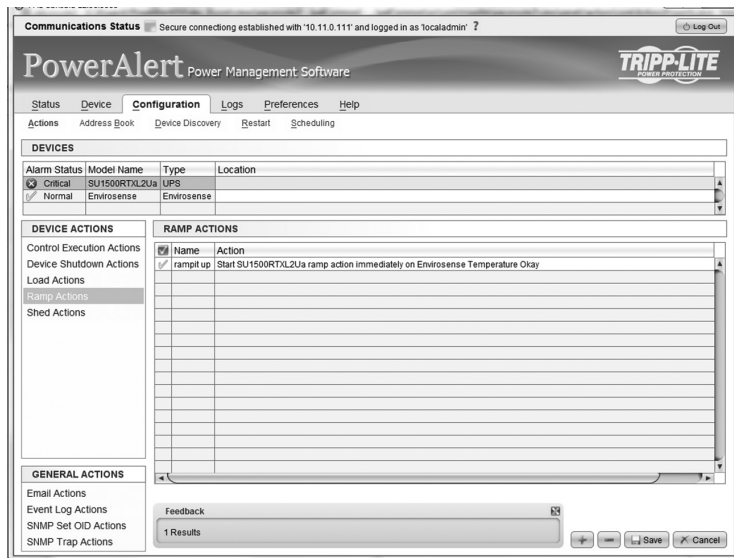 Communications Status Secure connectiong established with '10.11.0.111' and logged in as 'localadmin' ? Log Out
PowerAlert Power Management Software
TRIPP·LITE
POWER PROTECTION
Status Device Configuration Logs Preferences Help
Actions Address Book Device Discovery Restart Scheduling
DEVICES
Alarm Status Model Name Type Location
Critical SU1500RTXL2Ua UPS
Normal Envirosense Envirosense
DEVICE ACTIONS
Control Execution Actions
Device Shutdown Actions
Load Actions
Ramp Actions
Shed Actions
RAMP ACTIONS
Name Action
rampit up Start SU1500RTXL2Ua ramp action immediately on Envirosense Temperature Okay
GENERAL ACTIONS
Email Actions
Event Log Actions
SNMP Set OID Actions
SNMP Trap Actions
Feedback
1 Results
Save Cancel